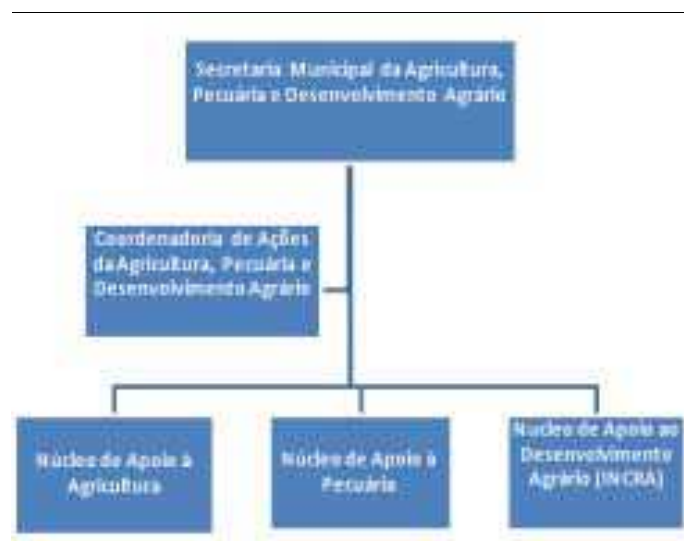 Secretaria Municipal da Agricultura,
Pecuária e Desenvolvimento Agrário
Coordenadoria de Ações
da Agricultura, Pecuária e
Desenvolvimento Agrário
Núcleo de Apoio à
Agricultura
Núcleo de Apoio à
Pecuária
Núcleo de Apoio ao
Desenvolvimento
Agrário (INCRA)